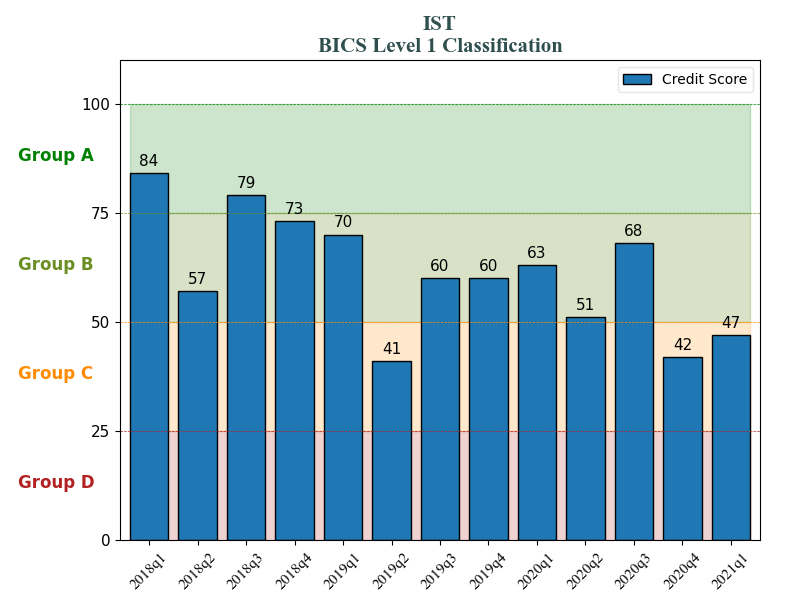 IST
BICS Level 1 Classification
Credit Score
100
75
50
25
0
Group A
Group B
Group C
Group D
84
57
79
73
70
41
60
60
63
51
68
42
47
2018q1
2018q2
2018q3
2018q4
2019q1
2019q2
2019q3
2019q4
2020q1
2020q2
2020q3
2020q4
2021q1